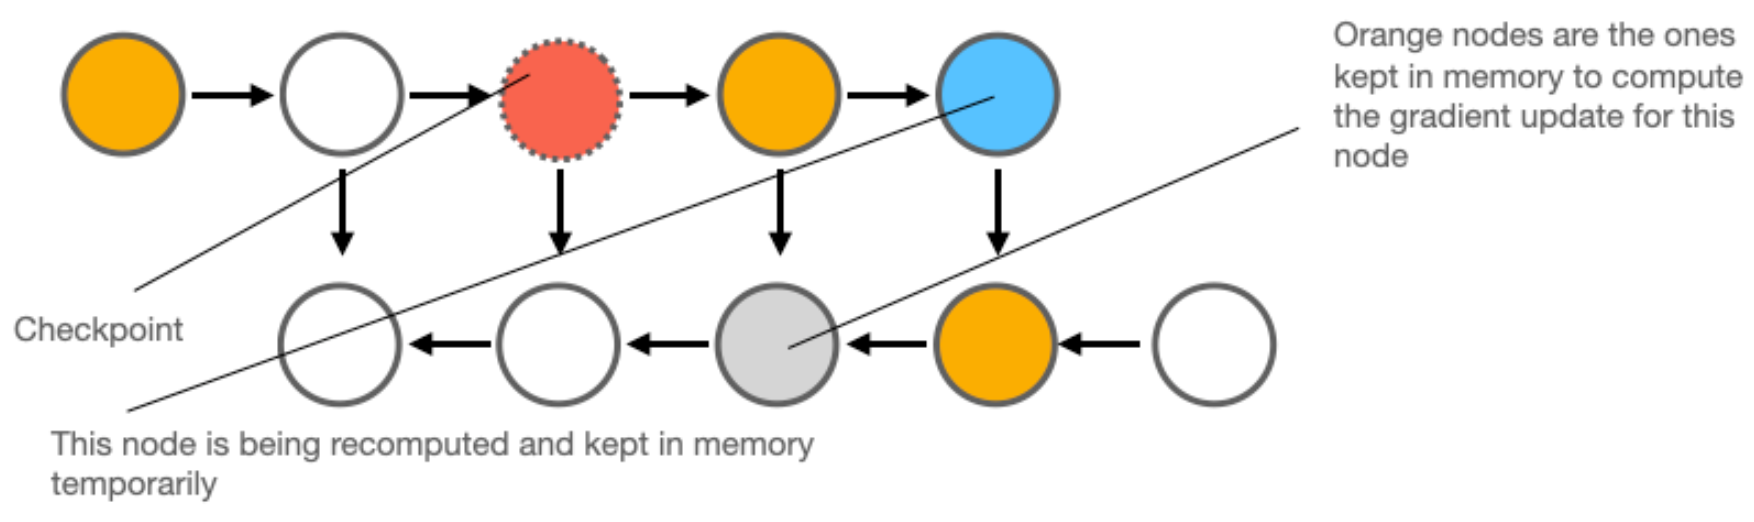 Orange nodes are the ones
kept in memory to compute
the gradient update for this
node
Checkpoint
This node is being recomputed and kept in memory
temporarily